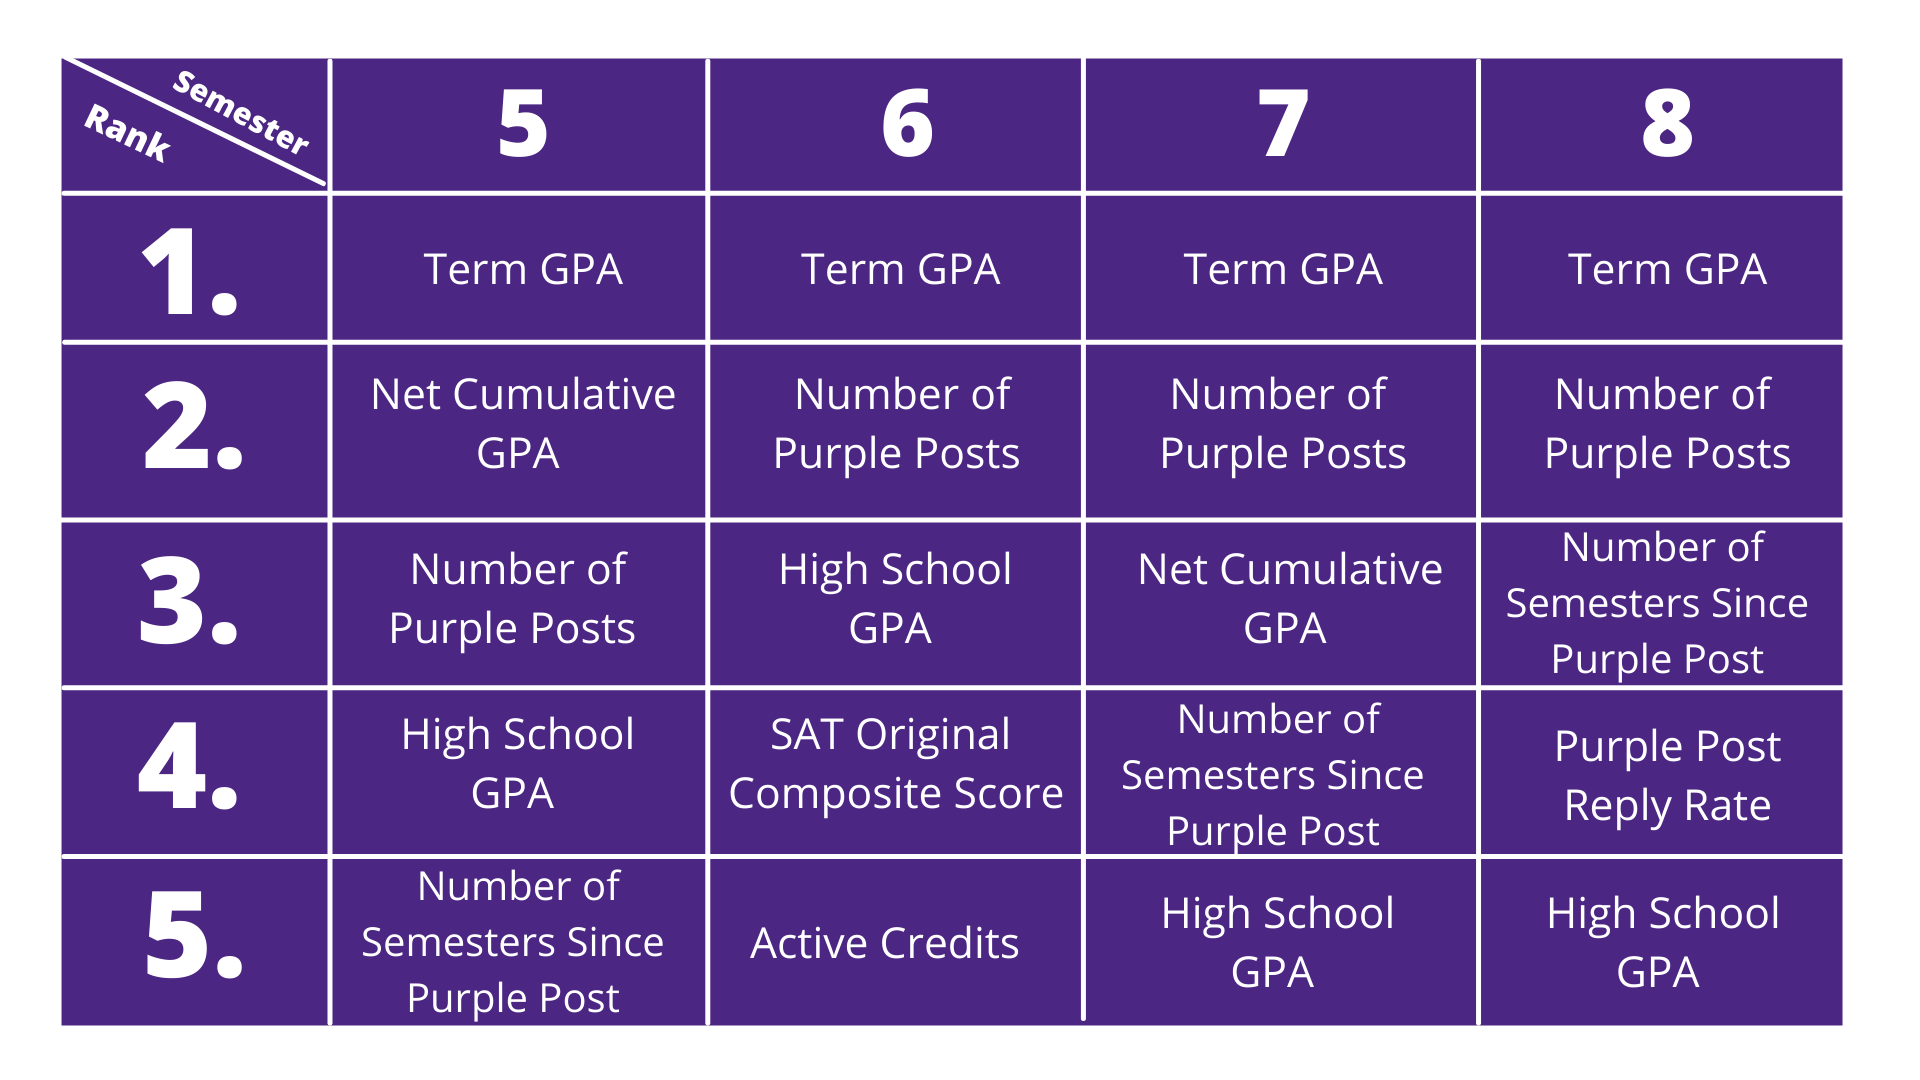 Semester
Rank
5
6
7
8
1.
Term GPA
Term GPA
Term GPA
Term GPA
2.
Net Cumulative
GPA
Number of
Purple Posts
Number of
Purple Posts
Number of
Purple Posts
3.
Number of
Purple Posts
High School
GPA
Net Cumulative
GPA
Number of
Semesters Since
Purple Post
4.
High School
GPA
SAT Original
Composite Score
Number of
Semesters Since
Purple Post
Purple Post
Reply Rate
5.
Number of
Semesters Since
Purple Post
Active Credits
High School
GPA
High School
GPA